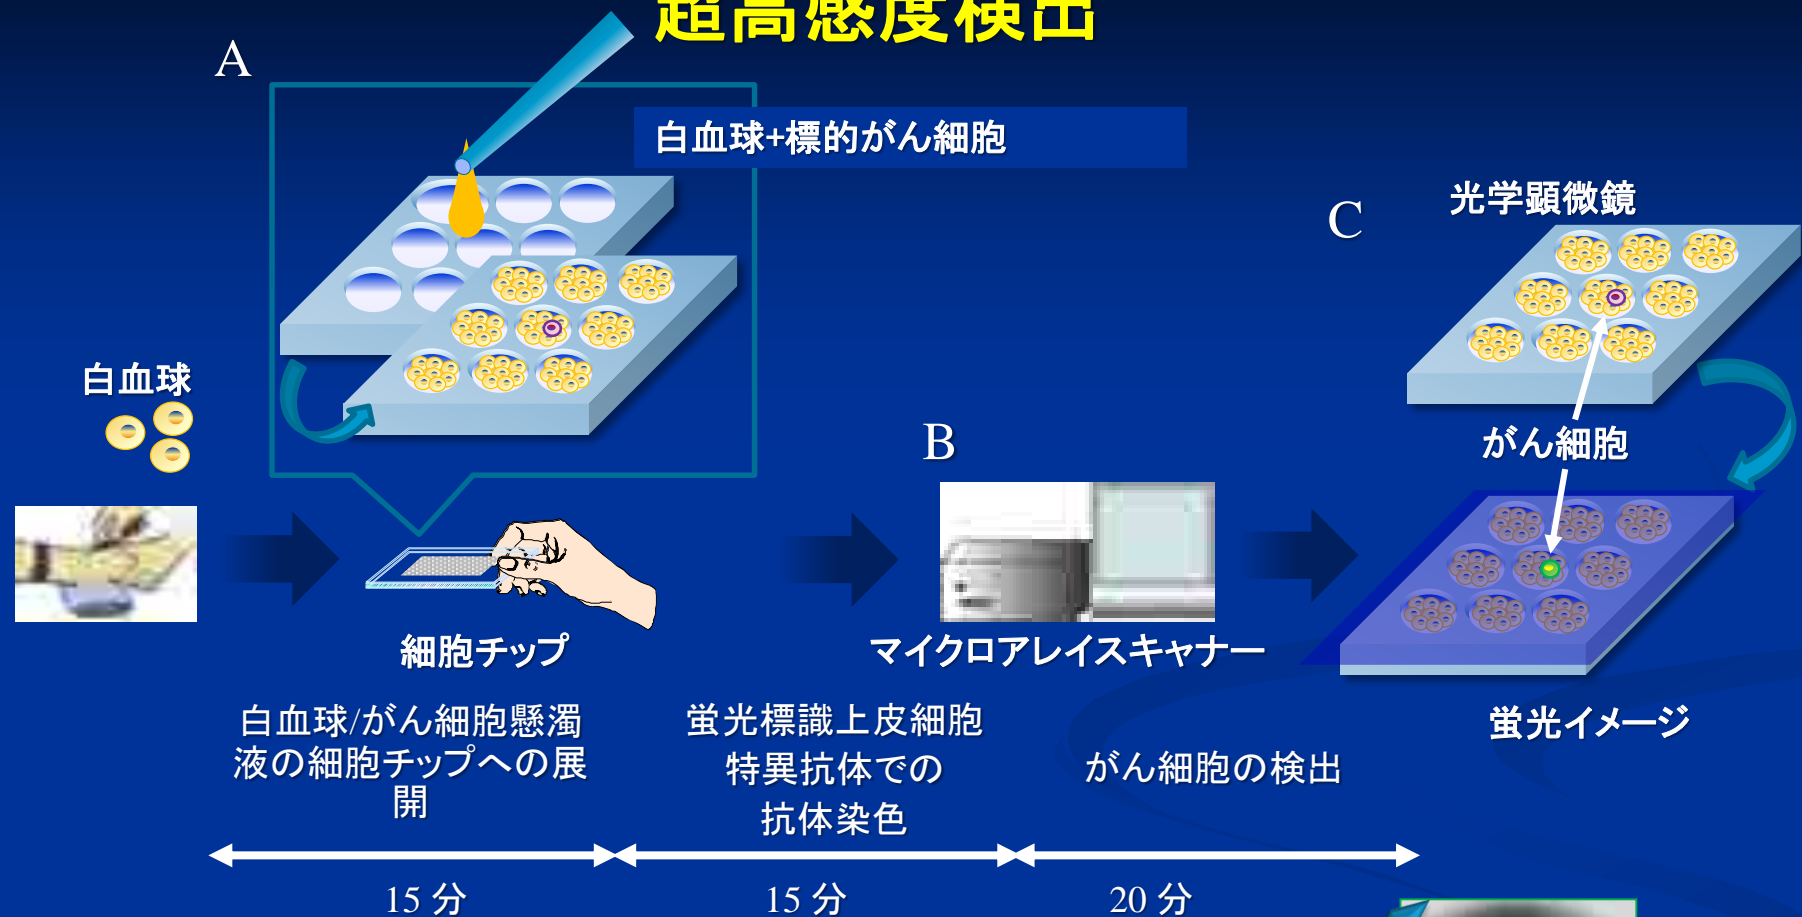 超高感度検出
A
白血球+標的がん細胞
光学顕微鏡
C
白血球
がん細胞
B
細胞チップ
マイクロアレイスキャナー
蛍光イメージ
白血球/がん細胞懸濁
液の細胞チップへの展
開
蛍光標識上皮細胞
特異抗体での
抗体染色
がん細胞の検出
15 分
15 分
20 分